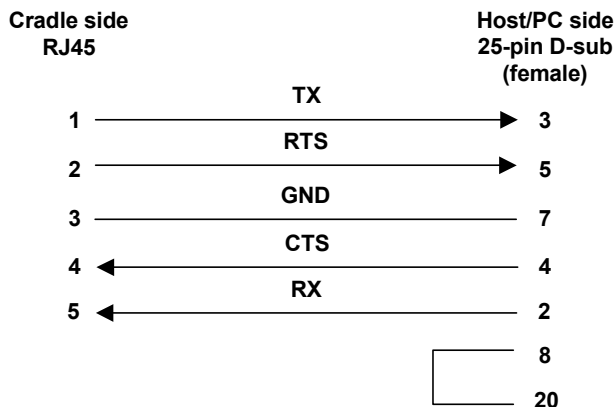 Cradle side
RJ45
Host/PC side
25-pin D-sub
(female)
TX
1 3
RTS
2 5
GND
3 7
CTS
4 4
RX
5 2
8
20